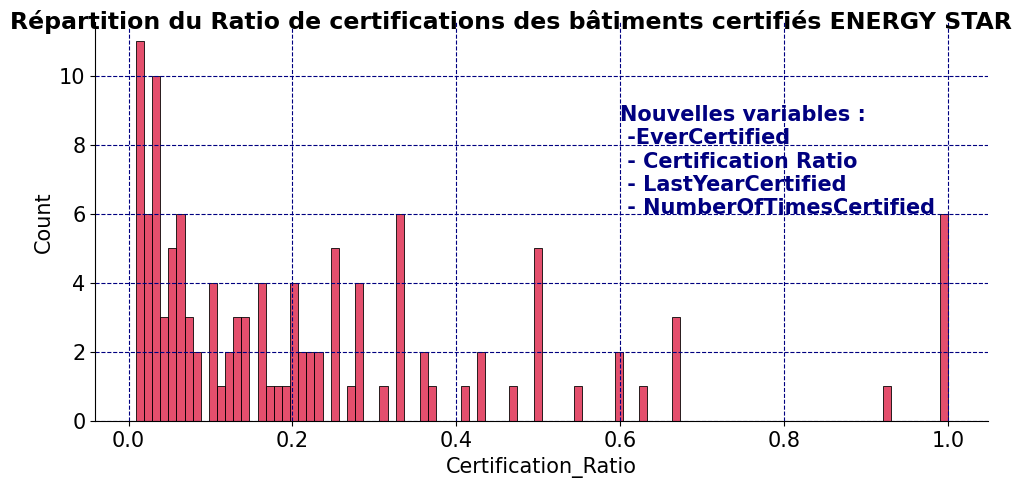 Répartition du Ratio de certifications des bâtiments certifiés ENERGY STAR
10
8
6
4
2
0
Count
Nouvelles variables :
-EverCertified
- Certification Ratio
- LastYearCertified
- NumberOfTimesCertified
0.0 0.2 0.4 0.6 0.8 1.0
Certification_Ratio